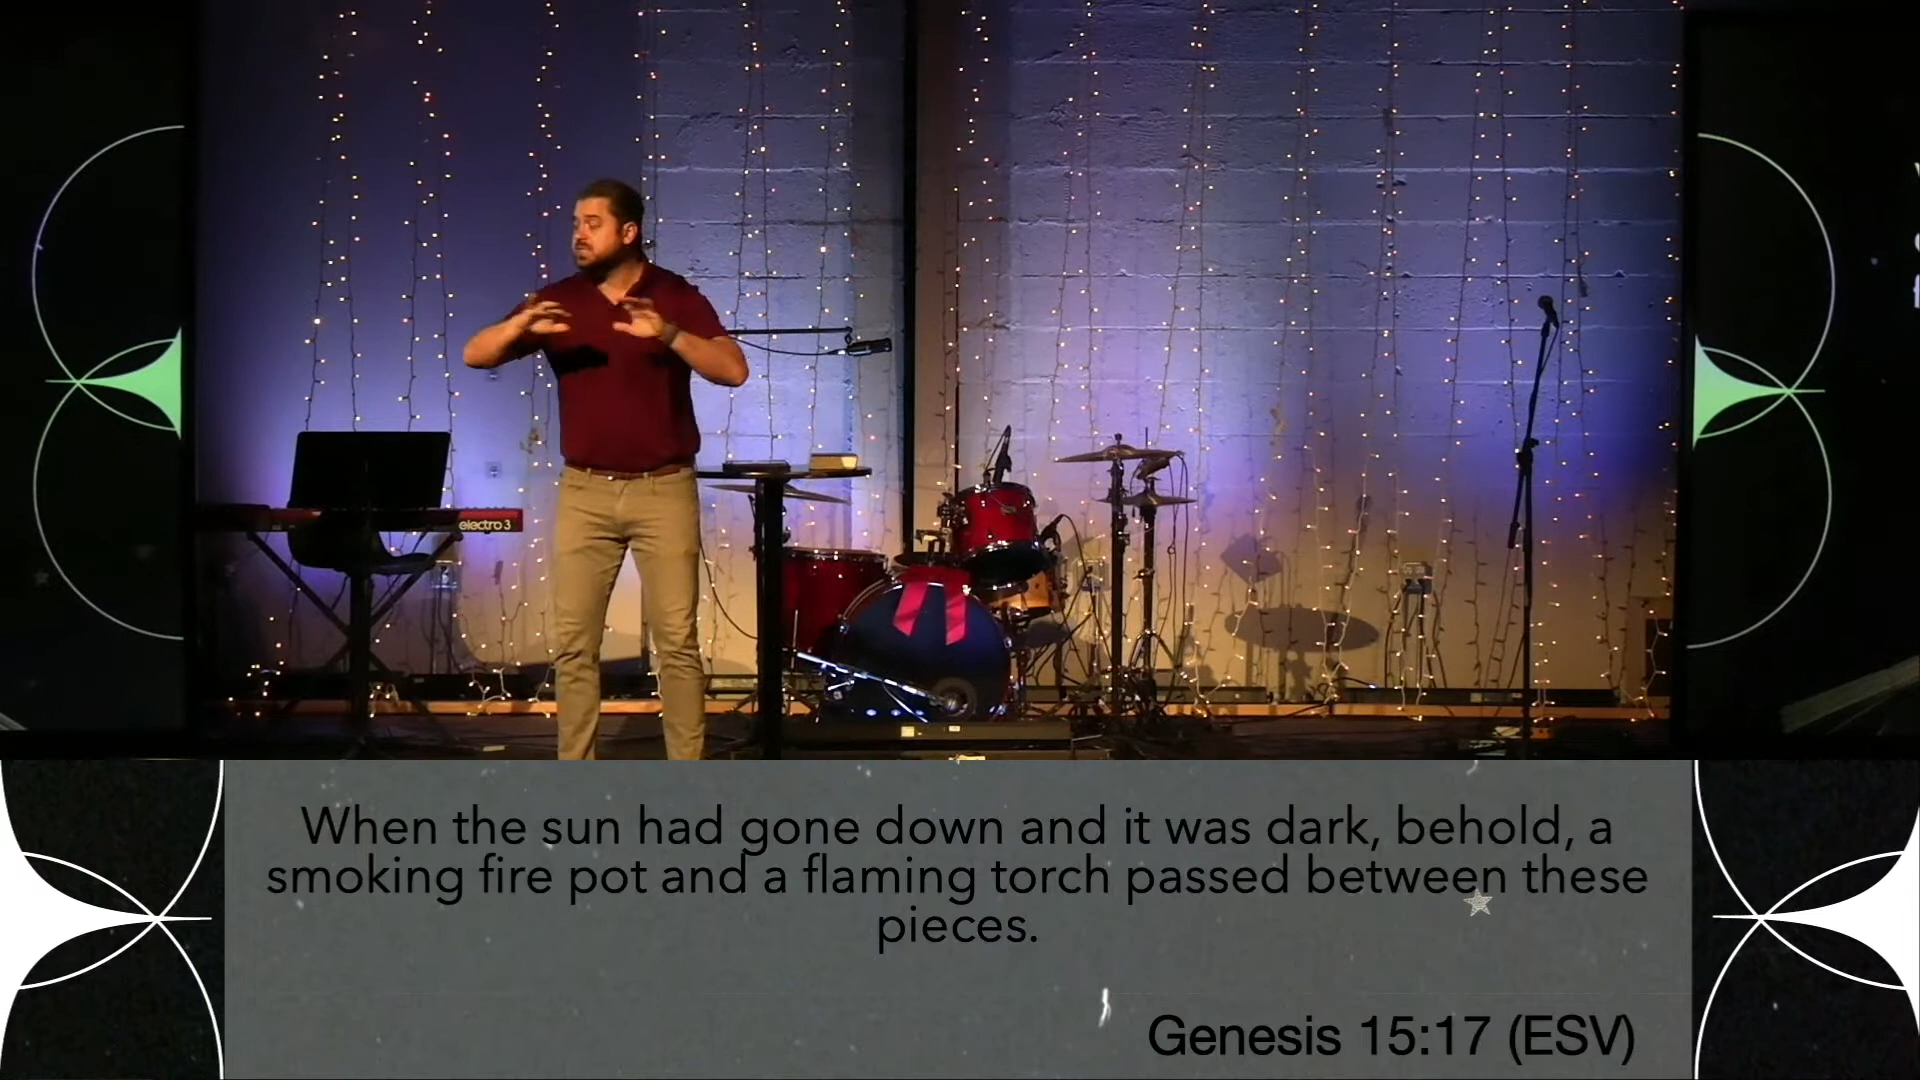 electro 3
When the sun had gone down and it was dark, behold, a
smoking fire pot and a flaming torch passed between these
pieces.
Genesis 15:17 (ESV)